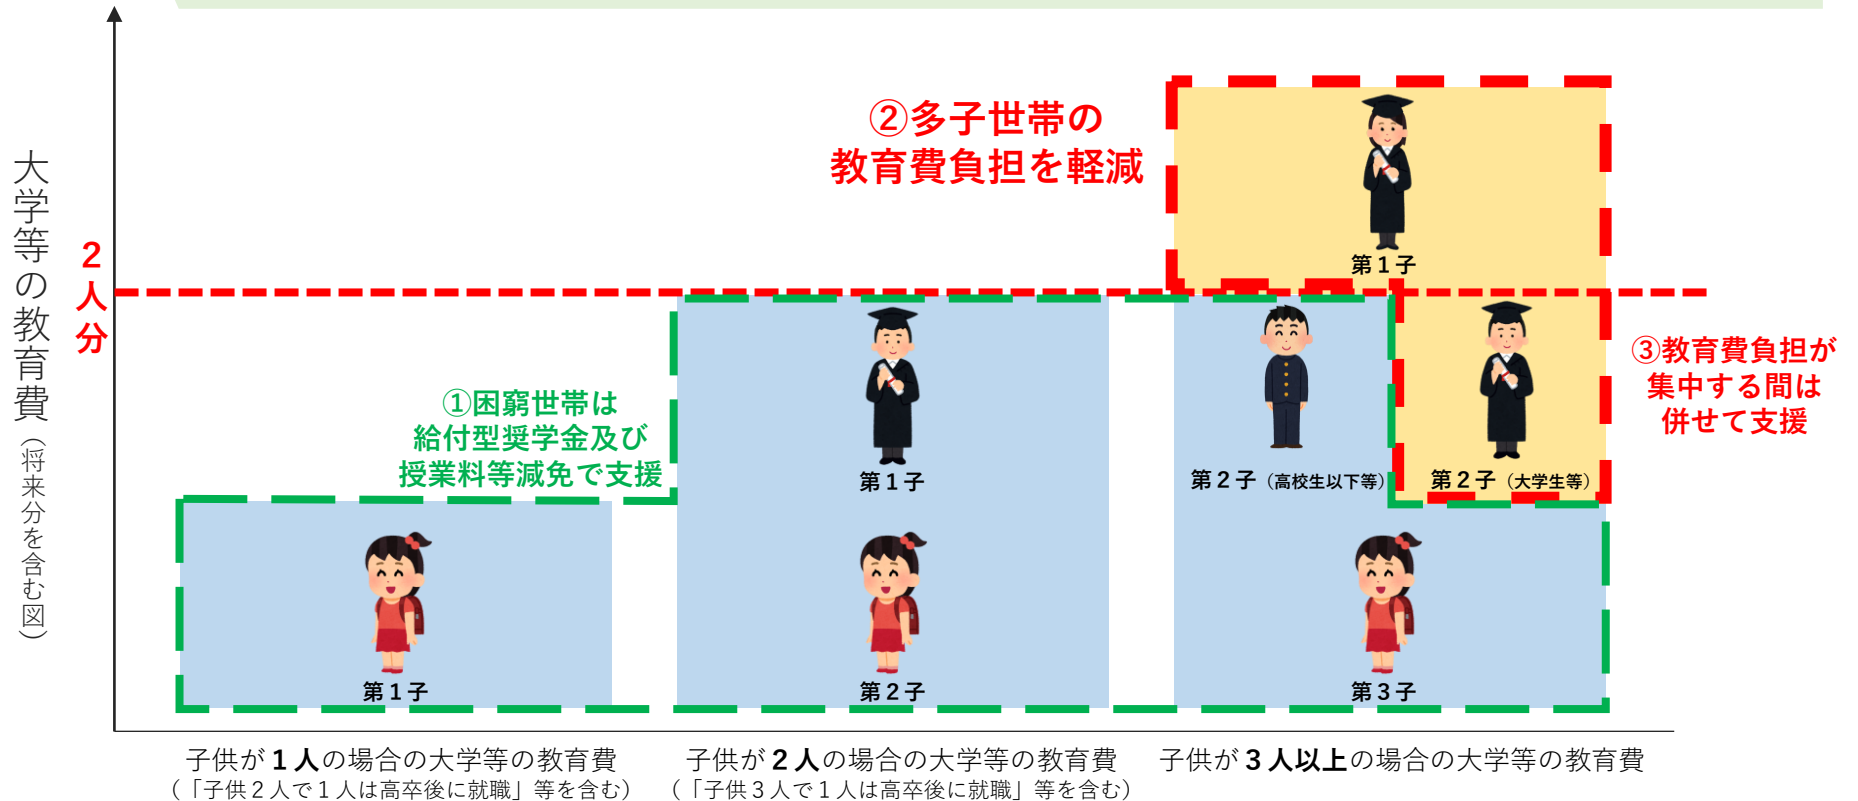 大学等の教育費（将来分を含む図）
2人分
②多子世帯の
教育費負担を軽減
第1子
①困窮世帯は
給付型奨学金及び
授業料等減免で支援
第1子
第2子（高校生以下等）
第2子（大学生等）
③教育費負担が
集中する間は
併せて支援
第1子
第2子
第3子
子供が1人の場合の大学等の教育費
（「子供2人で1人は高卒後に就職」等を含む）
子供が2人の場合の大学等の教育費
（「子供3人で1人は高卒後に就職」等を含む）
子供が3人以上の場合の大学等の教育費